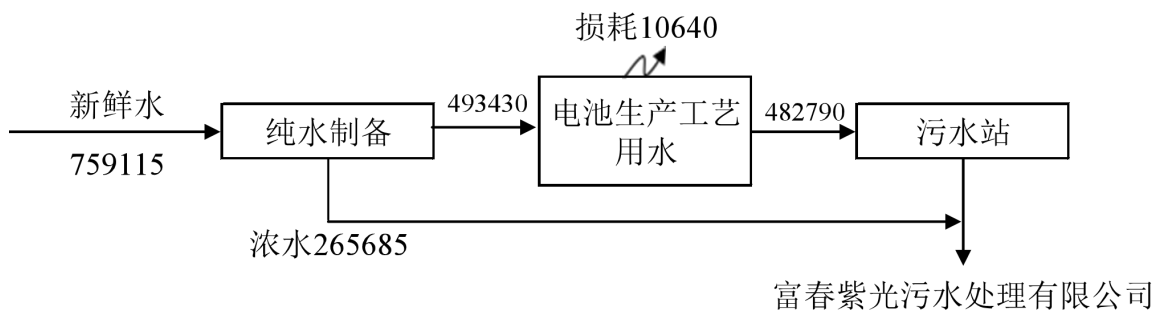 损耗10640
新鲜水
759115
纯水制备
493430
电池生产工艺
用水
482790
污水站
浓水265685
富春紫光污水处理有限公司